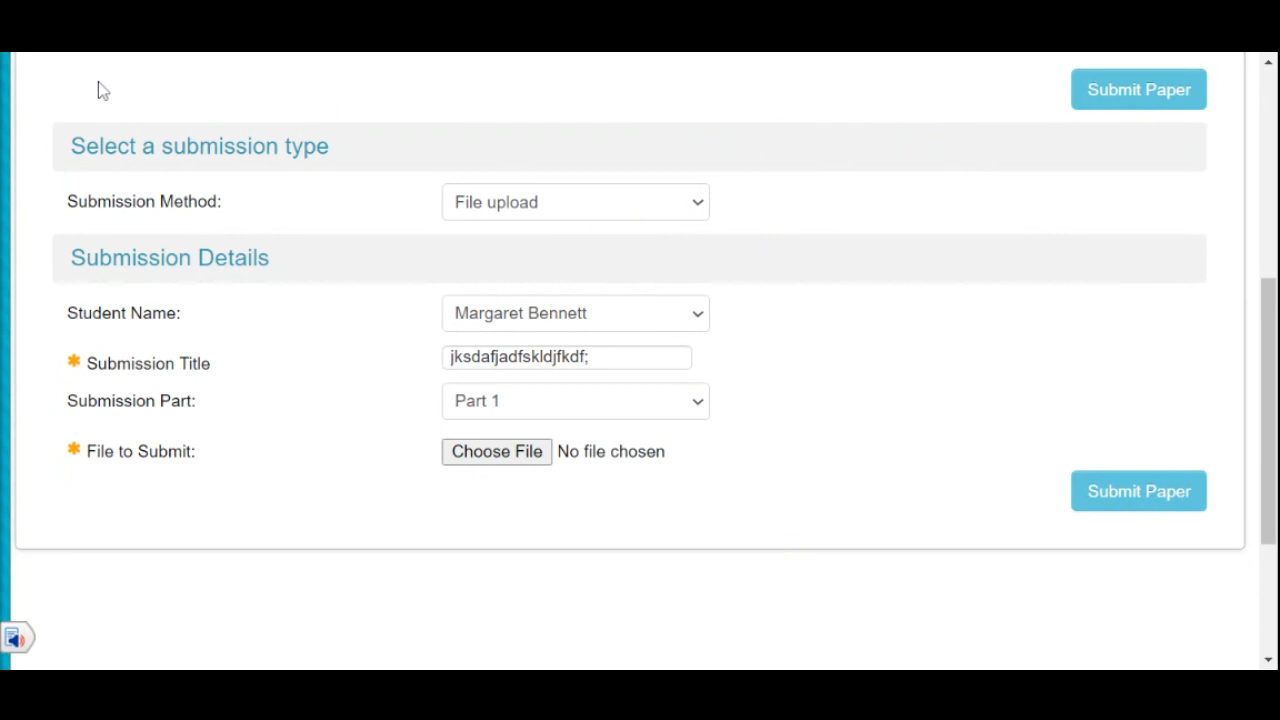 Submit Paper
Select a submission type
Submission Method: File upload
Submission Details
Student Name: Margaret Bennett
✱ Submission Title jksdafjadfskldjfkdf;
Submission Part: Part 1
✱ File to Submit: Choose File No file chosen
Submit Paper